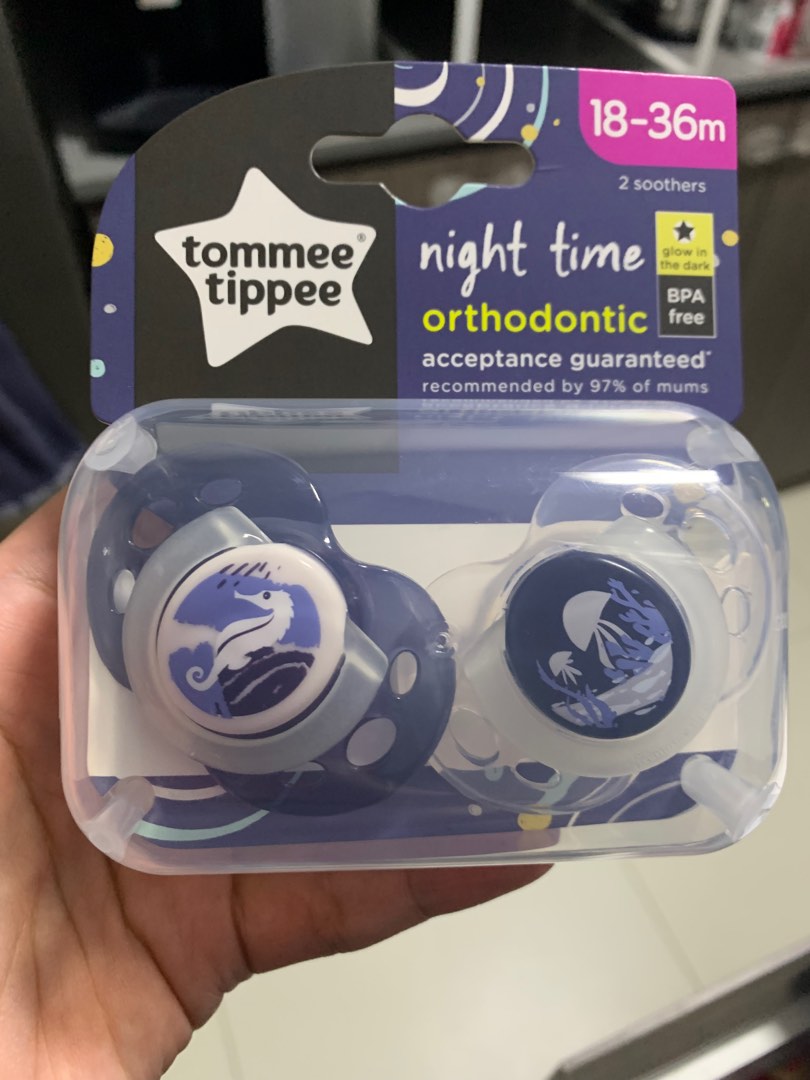 tommee®
tippee
18-36m
2 soothers
night time
orthodontic
acceptance guaranteed*
recommended by 97% of mums
glow in
the dark
BPA
free